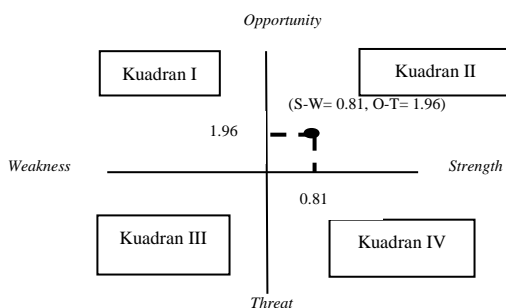 Opportunity
Kuadran I
Kuadran II
(S-W= 0.81, O-T= 1.96)
1.96
Weakness
Strength
0.81
Kuadran III
Kuadran IV
Threat